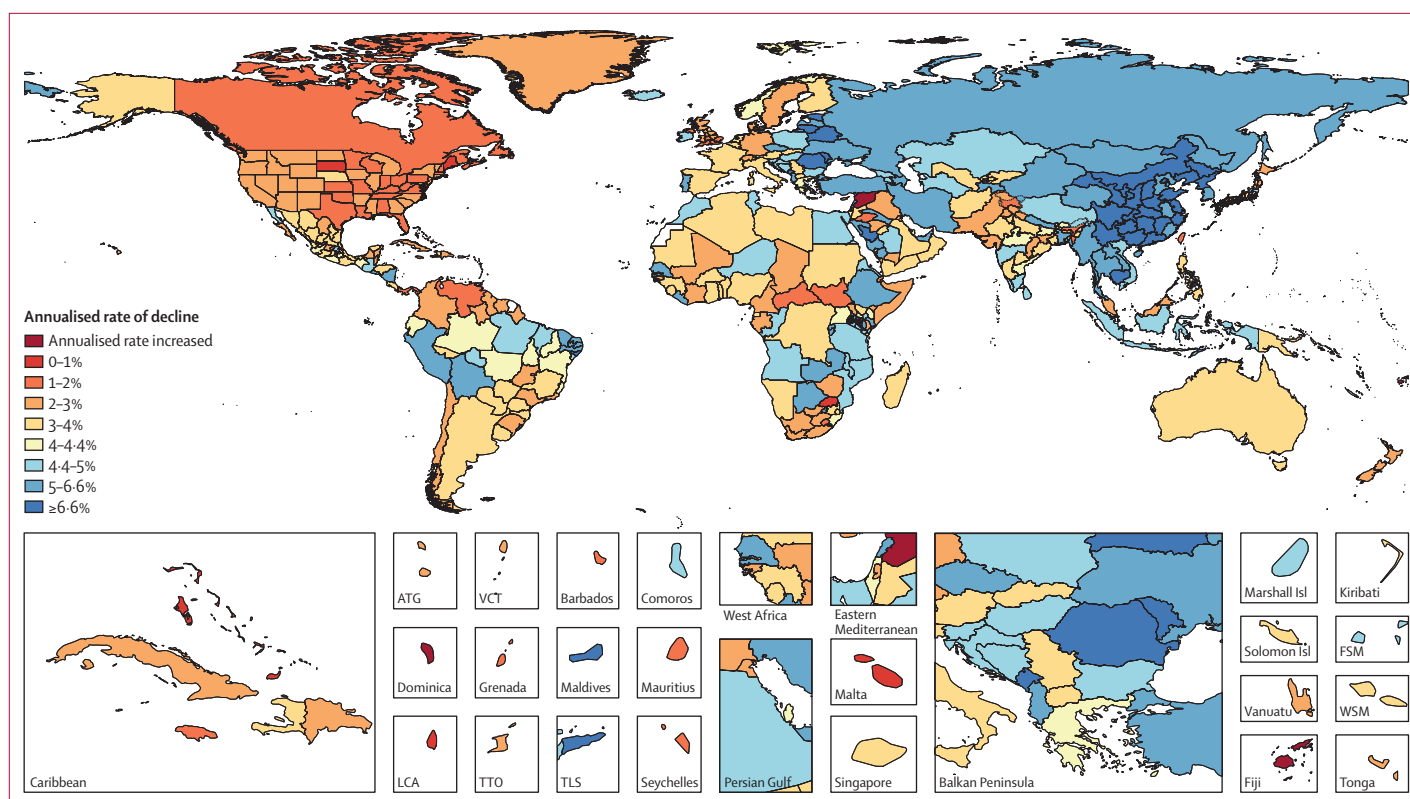 Annualised rate of decline
Annualised rate increased
0–1%
1–2%
2–3%
3–4%
4–4·4%
4·4–5%
5–6·6%
≥6·6%
Caribbean
ATG
VCT
Barbados
Comoros
Dominica
Grenada
Maldives
Mauritius
LCA
TTO
TLS
Seychelles
West Africa
Eastern
Mediterranean
Persian Gulf
Malta
Singapore
Balkan Peninsula
Marshall Isl
Kiribati
Solomon Isl
FSM
Vanuatu
WSM
Fiji
Tonga